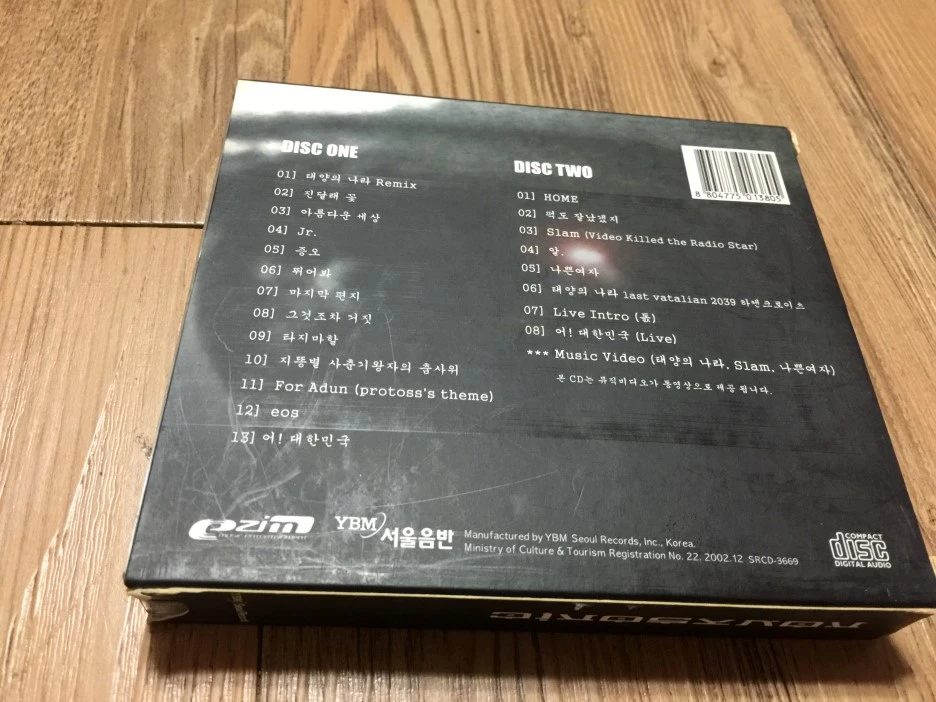 DISC ONE
01] 태양의 나라 Remix
02] 진달래 꽃
03] 아름다운 세상
04] Jr.
05] 증오
06] 뛰어봐
07] 마지막 편지
08] 그것조차 거짓
09] 타지마할
10] 지똥별 사춘기왕자의 춤사위
11] For Adun (protoss's theme)
12] eos
13] 어! 대한민국
DISC TWO
01] HOME
02] 떡도 잘났겠지
03] Slam (Video Killed the Radio Star)
04] 알.
05] 나쁜여자
06] 태양의 나라 last vatalian 2039 하앤크로이츠
07] Live Intro (폼)
08] 어! 대한민국 (Live)
*** Music Video (태양의 나라, Slam, 나쁜여자)
본 CD는 뮤직비디오가 동영상으로 제공 됩니다.
8 804775 013805
ezim
YBM 서울음반
Manufactured by YBM Seoul Records, Inc., Korea.
Ministry of Culture & Tourism Registration No. 22. 2002.12 SRCD-3669
COMPACT
disc
DIGITAL AUDIO